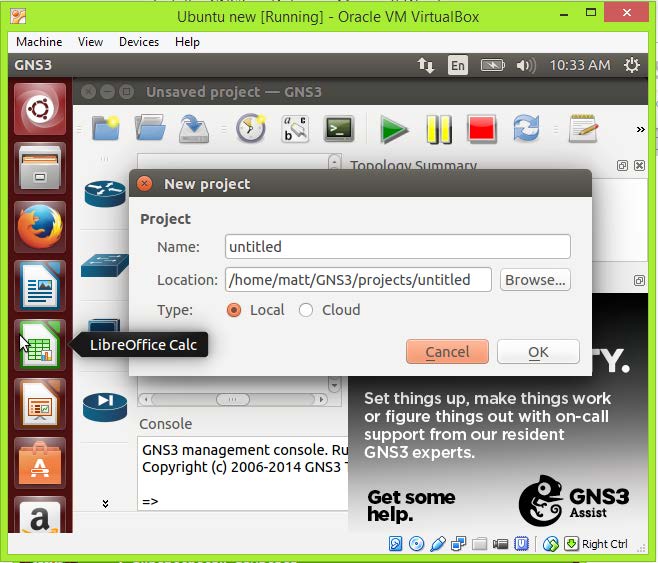 Ubuntu new [Running] - Oracle VM VirtualBox
Machine View Devices Help
GNS3 En 10:33 AM
Unsaved project — GNS3
Topology Summary
New project
Project
Name: untitled
Location: /home/matt/GNS3/projects/untitled Browse...
Type: Local Cloud
Cancel OK
LibreOffice Calc
TY.
Set things up, make things work
or figure things out with on-call
support from our resident
GNS3 experts.
Get some
help.
GNS3
Assist
Console
GNS3 management console. Ru
Copyright (c) 2006-2014 GNS3 T
=>
Right Ctrl